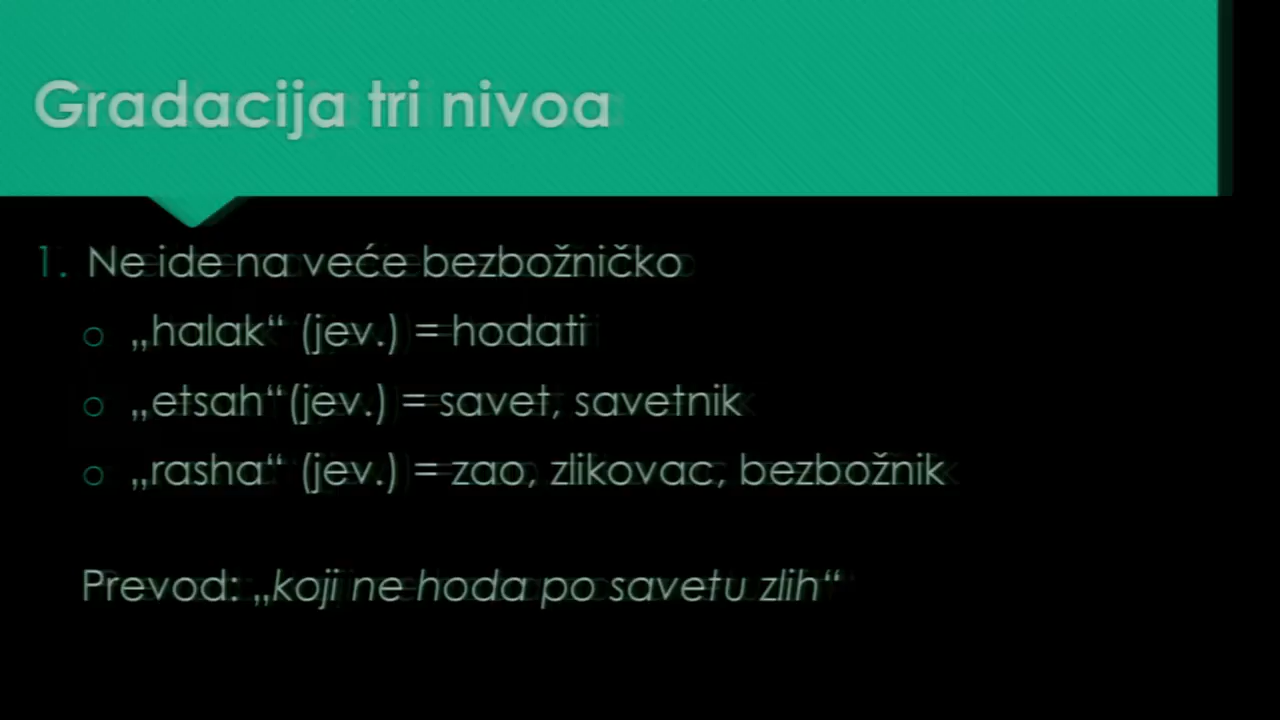 Gradacija tri nivoa
1. Ne ide na veće bezbožničko
o „halak“ (jev.) = hodati
o „etsah“(jev.) = savet, savetnik
o „rasha“ (jev.) = zao, zlikovac, bezbožnik
Prevod: „koji ne hoda po savetu zlih“